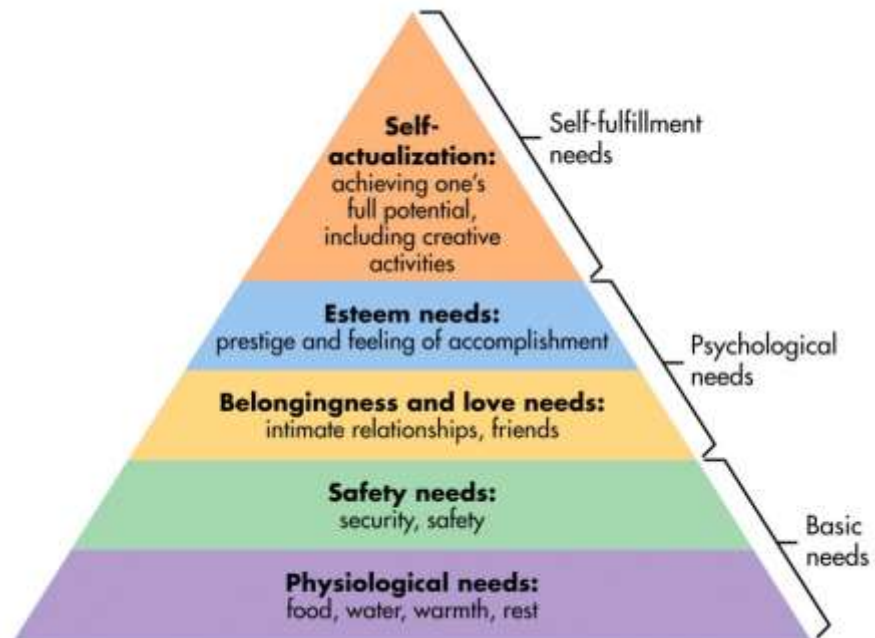 Self-
actualization:
achieving one's
full potential,
including creative
activities
Self-fulfillment
needs
Esteem needs:
prestige and feeling of accomplishment
Psychological
needs
Belongingness and love needs:
intimate relationships, friends
Safety needs:
security, safety
Basic
needs
Physiological needs:
food, water, warmth, rest